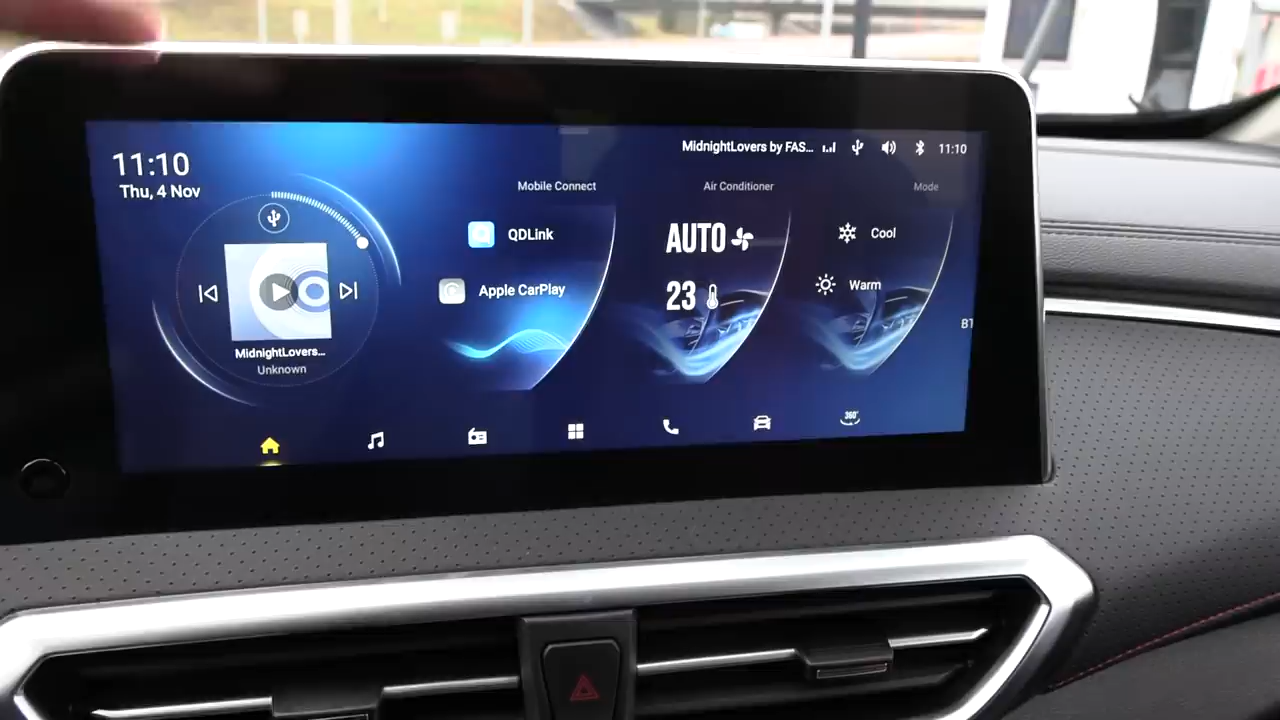 11:10
Thu, 4 Nov
MidnightLovers...
Unknown
MidnightLovers by FAS...
11:10
Mobile Connect
QDLink
Apple CarPlay
Air Conditioner
AUTO
23
Mode
Cool
Warm
BT
360°